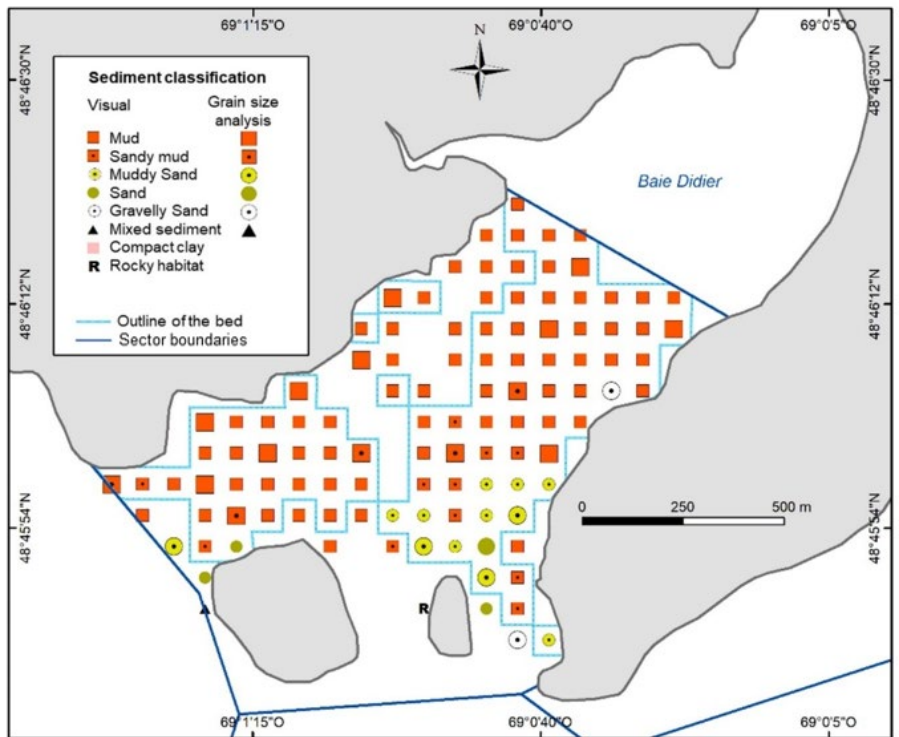 69°1'15"O
69°0'40"O
69°0'5"O
N
48°46'30"N
48°46'30"N
Sediment classification
Visual
Grain size
analysis
Mud
Sandy mud
Muddy Sand
Sand
Gravelly Sand
Mixed sediment
Compact clay
R Rocky habitat
Outline of the bed
Sector boundaries
Baie Didier
48°46'12"N
48°46'12"N
0 250 500 m
48°45'54"N
48°45'54"N
R
69°1'15"O
69°0'40"O
69°0'5"O